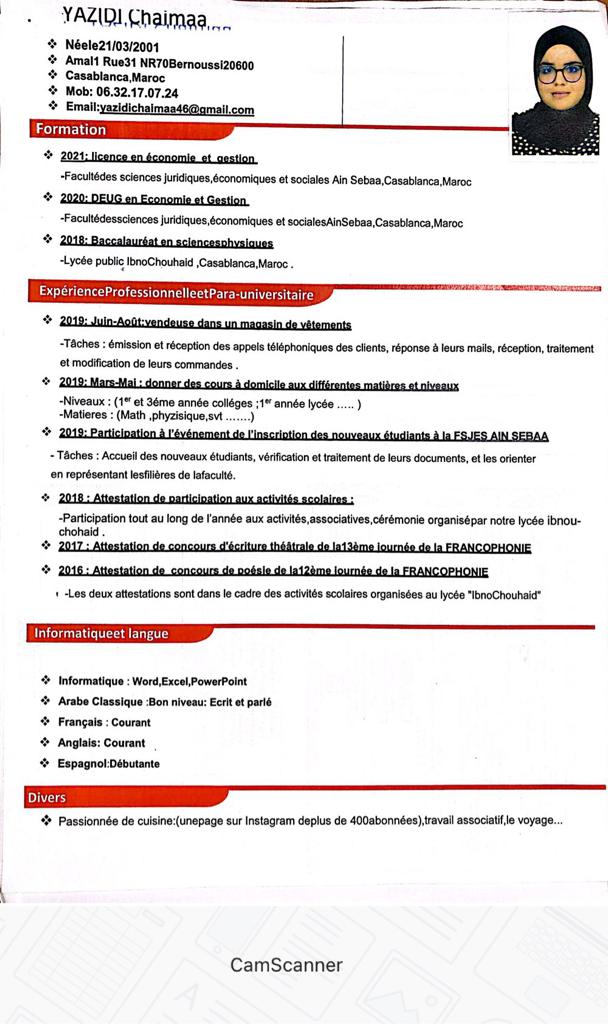 YAZIDI Chaimaa
❖ Néele21/03/2001
❖ Amal1 Rue31 NR70Bernoussi20600
❖ Casablanca,Maroc
❖ Mob: 06.32.17.07.24
❖ Email:yazidichaimaa46@gmail.com
Formation
❖ 2021: licence en économie et gestion
-Facultédes sciences juridiques,économiques et sociales Ain Sebaa,Casablanca,Maroc
❖ 2020: DEUG en Economie et Gestion
-Facultédessciences juridiques,économiques et socialesAinSebaa,Casablanca,Maroc
❖ 2018: Baccalauréat en sciencesphysiques
-Lycée public IbnoChouhaid ,Casablanca,Maroc .
ExpérienceProfessionnelleetPara-universitaire
❖ 2019: Juin-Août:vendeuse dans un magasin de vêtements
-Tâches : émission et réception des appels téléphoniques des clients, réponse à leurs mails, réception, traitement
et modification de leurs commandes .
❖ 2019: Mars-Mai : donner des cours à domicile aux différentes matières et niveaux
-Niveaux : (1er et 3éme année colléges ;1er année lycée ..... )
-Matieres : (Math ,phyzisique,svt .......)
❖ 2019: Participation à l'événement de l'inscription des nouveaux étudiants à la FSJES AIN SEBAA
- Tâches : Accueil des nouveaux étudiants, vérification et traitement de leurs documents, et les orienter
en représentant lesfilières de lafaculté.
❖ 2018 : Attestation de participation aux activités scolaires :
-Participation tout au long de l'année aux activités,associatives,cérémonie organisépar notre lycée ibnou-
chohaid .
❖ 2017 : Attestation de concours d'écriture théâtrale de la13ème journée de la FRANCOPHONIE
❖ 2016 : Attestation de concours de poésie de la12ème journée de la FRANCOPHONIE
-Les deux attestations sont dans le cadre des activités scolaires organisées au lycée "IbnoChouhaid"
Informatiqueet langue
❖ Informatique : Word,Excel,PowerPoint
❖ Arabe Classique :Bon niveau: Ecrit et parlé
❖ Français : Courant
❖ Anglais: Courant
❖ Espagnol:Débutante
Divers
❖ Passionnée de cuisine:(unepage sur Instagram deplus de 400abonnées),travail associatif,le voyage...
CamScanner